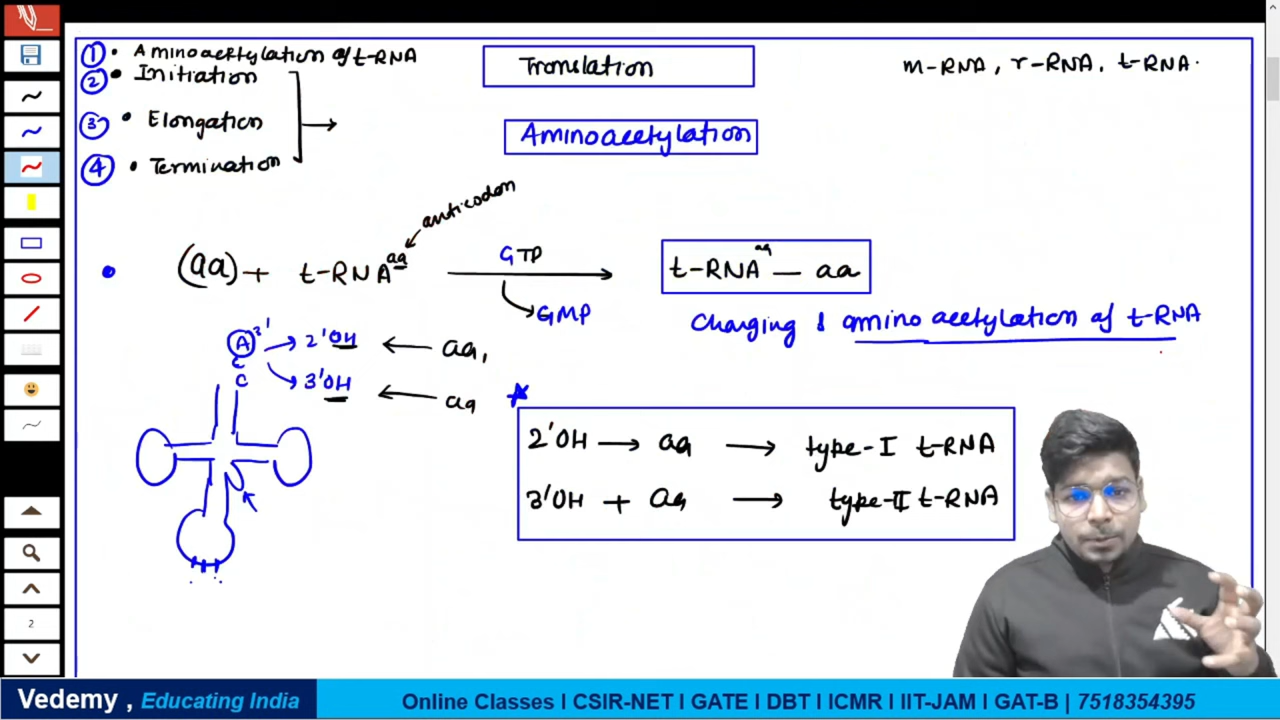 ① • Aminoacetylation of t-RNA
② • Initiation
③ • Elongation
④ • Termination
Translation
m-RNA, r-RNA, t-RNA.
Aminoacetylation
anticodon
(aa) + t-RNA^aa
GTP
GMP
t-RNA^aa — aa
Charging & aminoacetylation of t-RNA
A 3'
C
C
2'OH ← aa,
3'OH ← aa
2'OH → aa → type-I t-RNA
3'OH + aa → type-II t-RNA
2
Vedemy , Educating India
Online Classes I CSIR-NET I GATE I DBT I ICMR I IIT-JAM I GAT-B I 7518354395